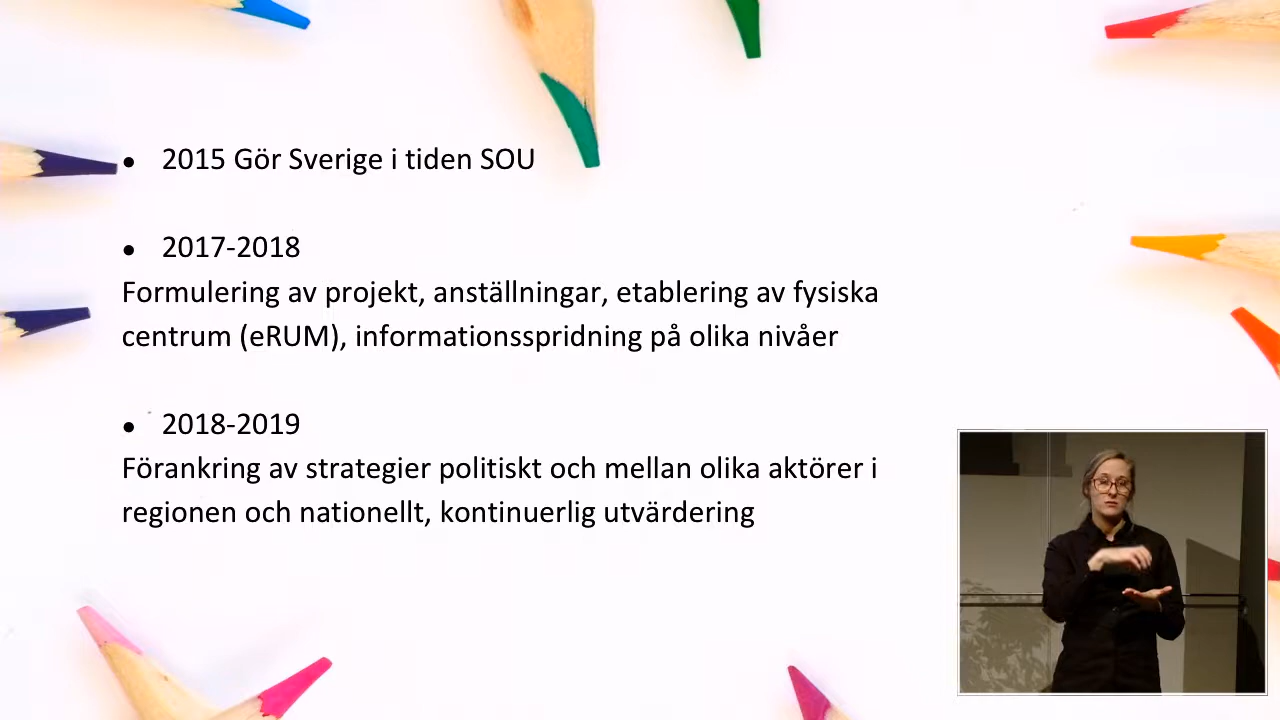 • 2015 Gör Sverige i tiden SOU
• 2017-2018
Formulering av projekt, anställningar, etablering av fysiska
centrum (eRUM), informationsspridning på olika nivåer
• 2018-2019
Förankring av strategier politiskt och mellan olika aktörer i
regionen och nationellt, kontinuerlig utvärdering